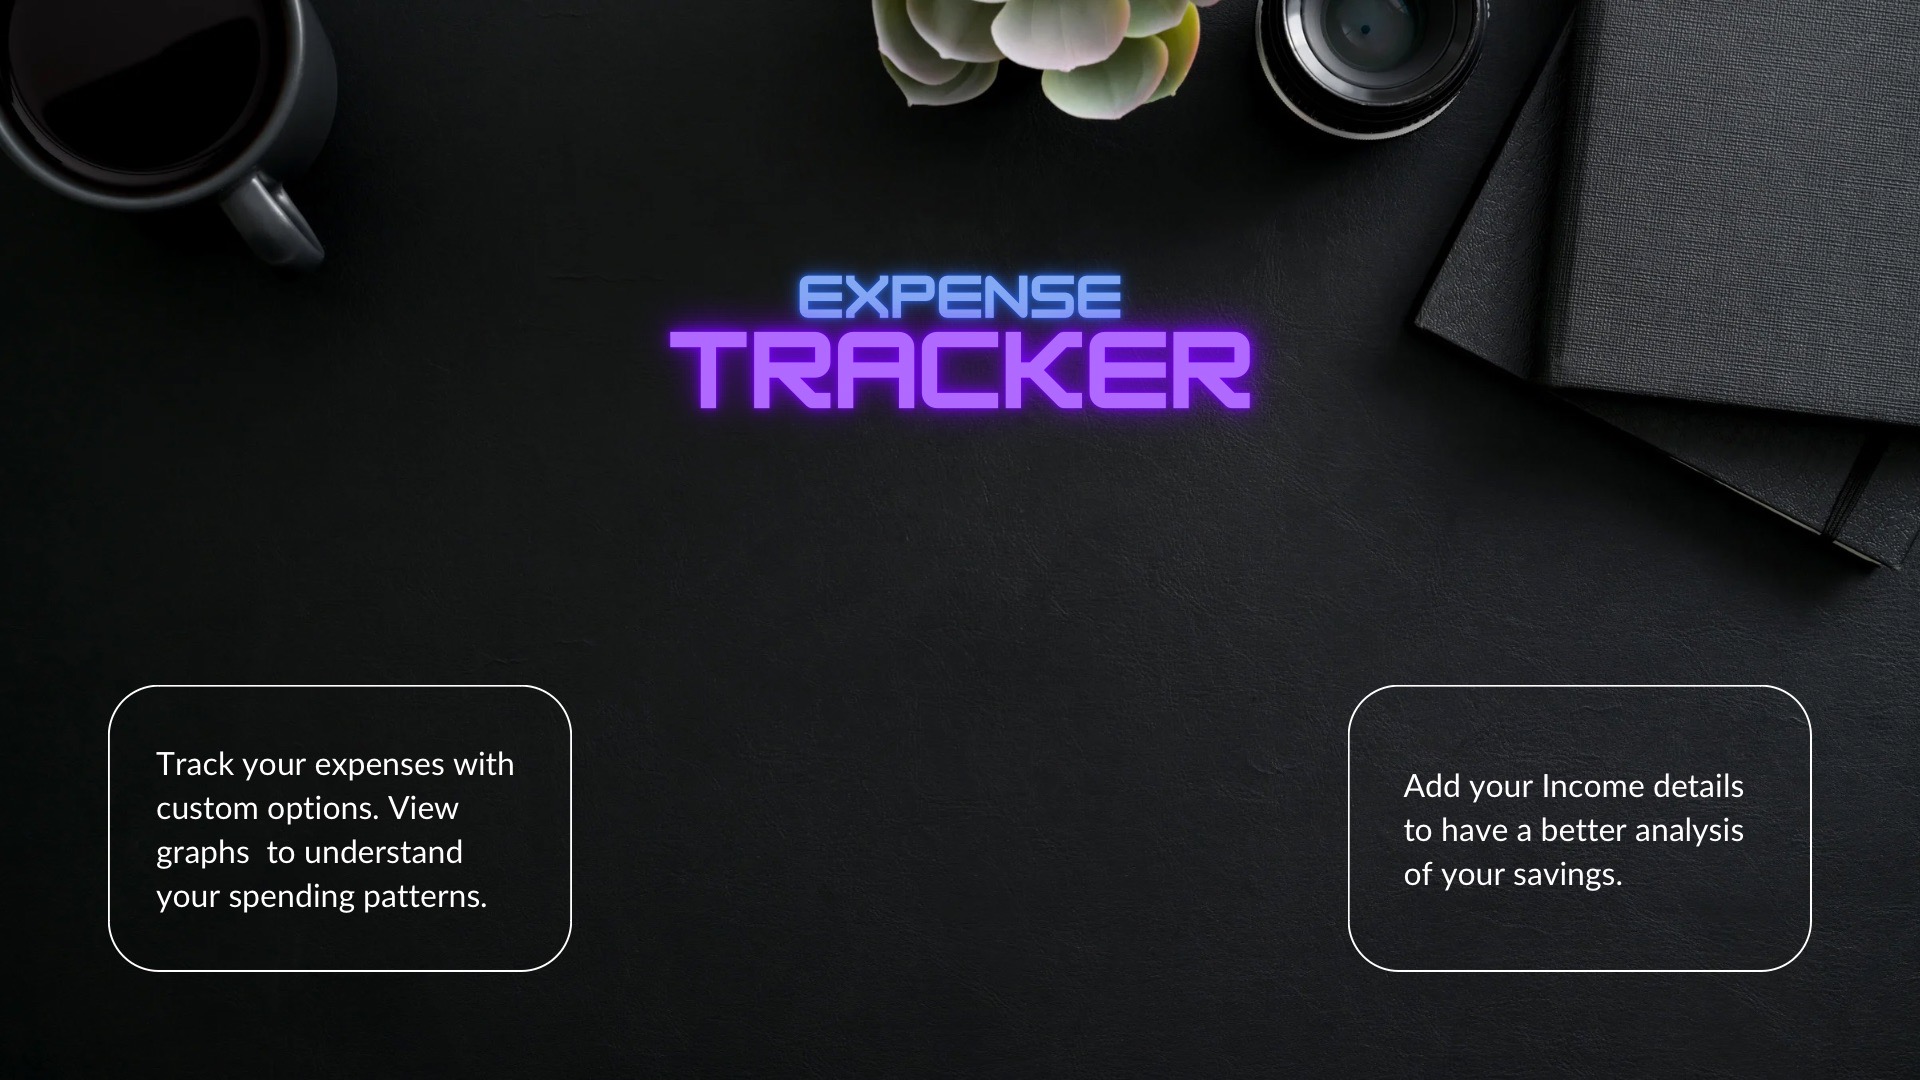 EXPENSE
TRACKER
Track your expenses with
custom options. View
graphs  to understand
your spending patterns.
Add your Income details
to have a better analysis
of your savings.